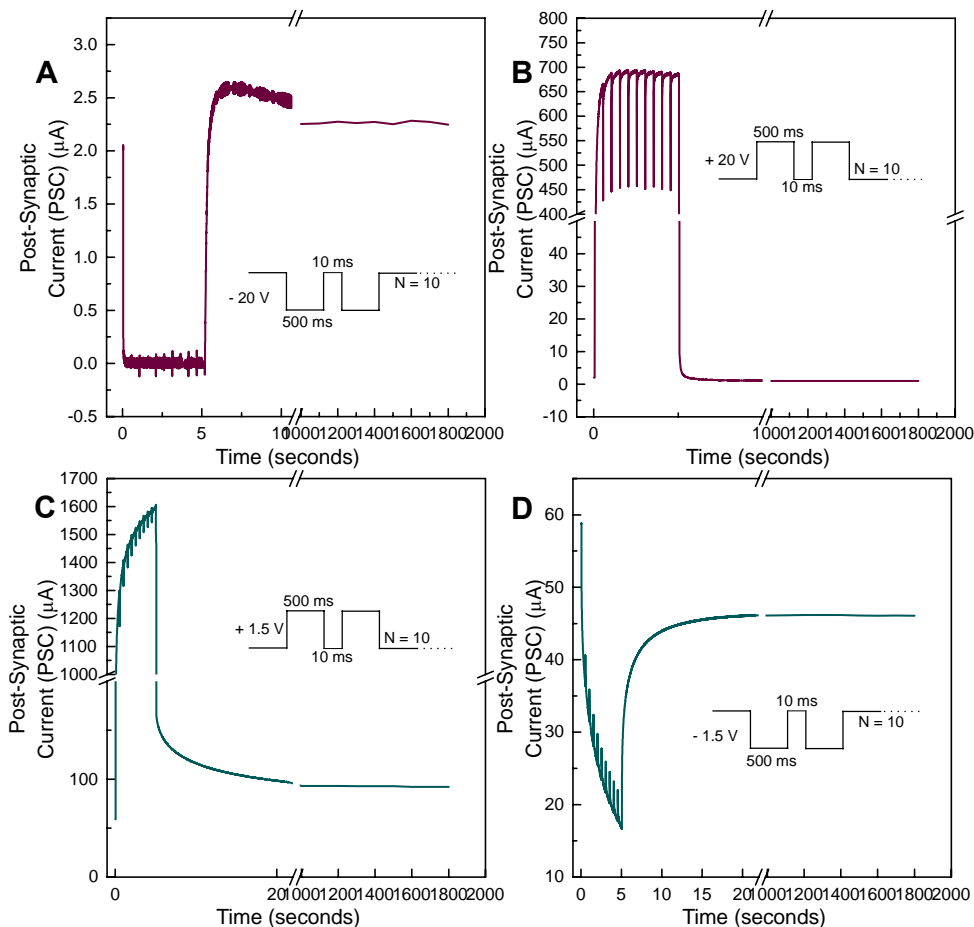 A
Post-Synaptic
Current (PSC) (μA)
3.0
2.5
2.0
1.5
1.0
0.5
0.0
-0.5
10 ms
- 20 V
N = 10
500 ms
0 5 10 1000 1200 1400 1600 1800 2000
Time (seconds)
B
Post-Synaptic
Current (PSC) (μA)
800
750
700
650
600
550
500
450
400
40
30
20
10
0
-10
500 ms
+ 20 V
N = 10
10 ms
0 1000 1200 1400 1600 1800 2000
Time (seconds)
C
Post-Synaptic
Current (PSC) (μA)
1700
1600
1500
1400
1300
1200
1100
1000
100
0
500 ms
+ 1.5 V
N = 10
10 ms
0 20 1000 1200 1400 1600 1800 2000
Time (seconds)
D
Post-Synaptic
Current (PSC) (μA)
60
50
40
30
20
10
10 ms
- 1.5 V
N = 10
500 ms
0 5 10 15 20 1000 1200 1400 1600 1800 2000
Time (seconds)